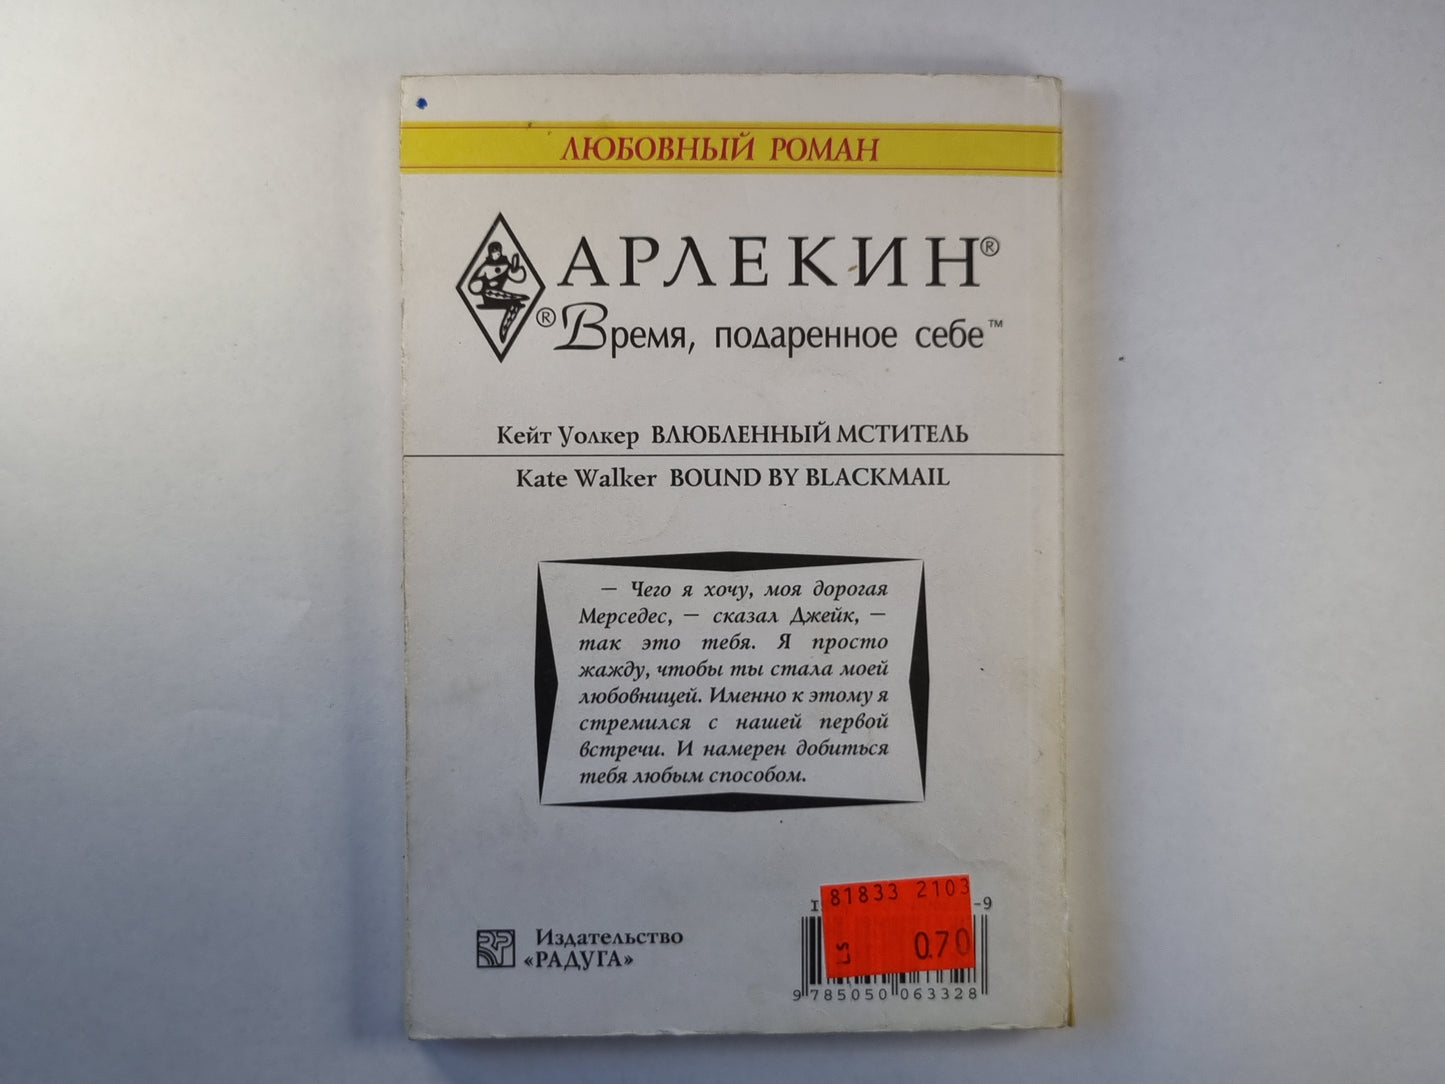 ЛЮБОВНЫЙ РОМАН
АРЛЕКИН®
® Время, подаренное себе™
Кейт Уолкер ВЛЮБЛЕННЫЙ МСТИТЕЛЬ
Kate Walker BOUND BY BLACKMAIL
— Чего я хочу, моя дорогая
Мерседес, — сказал Джейк, —
так это тебя. Я просто
жажду, чтобы ты стала моей
любовницей. Именно к этому я
стремился с нашей первой
встречи. И намерен добиться
тебя любым способом.
81833 2103
-9
Ls 0.70
Издательство
«РАДУГА»
9 785050 063328